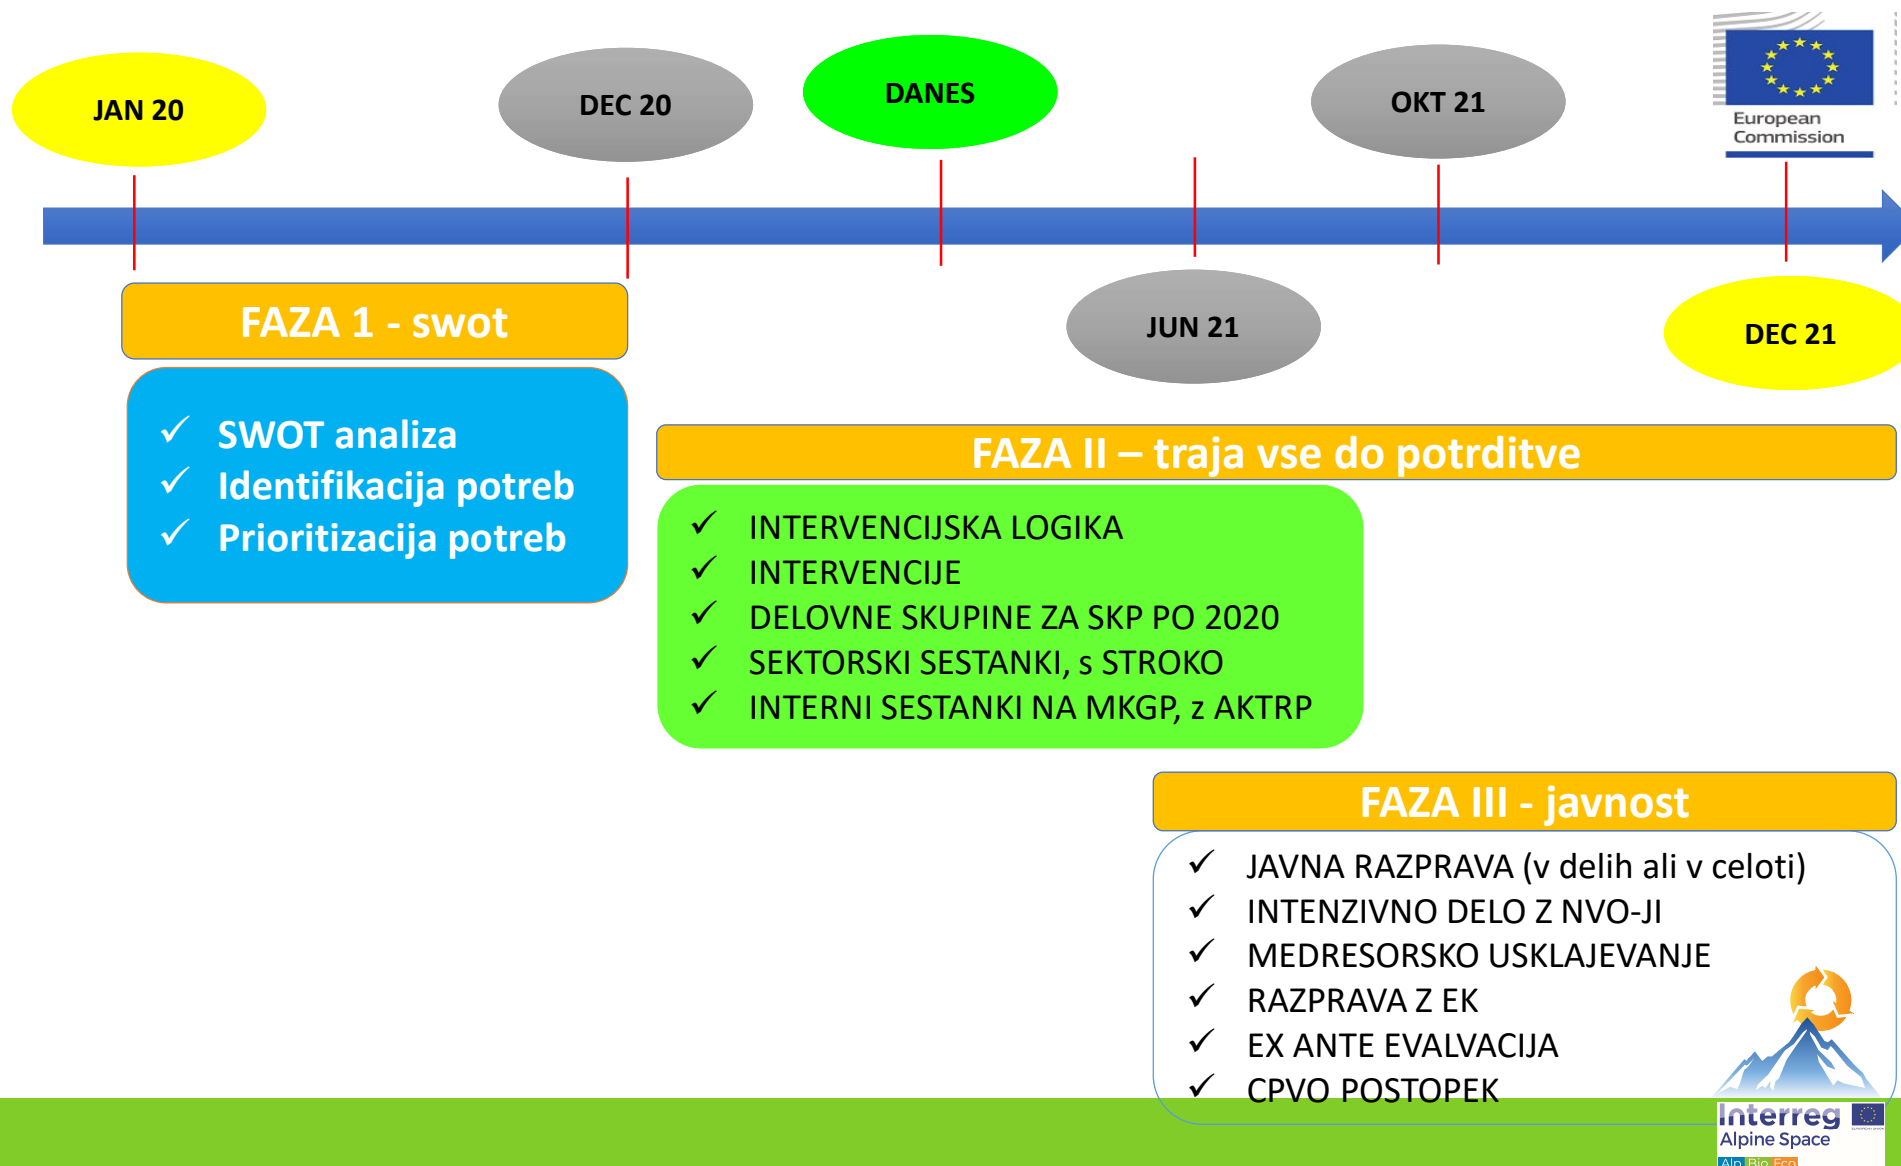 JAN 20
DEC 20
DANES
OKT 21
European
Commission
JUN 21
DEC 21
FAZA 1 - swot
✓ SWOT analiza
✓ Identifikacija potreb
✓ Prioritizacija potreb
FAZA II – traja vse do potrditve
✓ INTERVENCIJSKA LOGIKA
✓ INTERVENCIJE
✓ DELOVNE SKUPINE ZA SKP PO 2020
✓ SEKTORSKI SESTANKI, s STROKO
✓ INTERNI SESTANKI NA MKGP, z AKTRP
FAZA III - javnost
✓ JAVNA RAZPRAVA (v delih ali v celoti)
✓ INTENZIVNO DELO Z NVO-JI
✓ MEDRESORSKO USKLAJEVANJE
✓ RAZPRAVA Z EK
✓ EX ANTE EVALVACIJA
✓ CPVO POSTOPEK
Interreg
Alpine Space
Alp Bio Eco